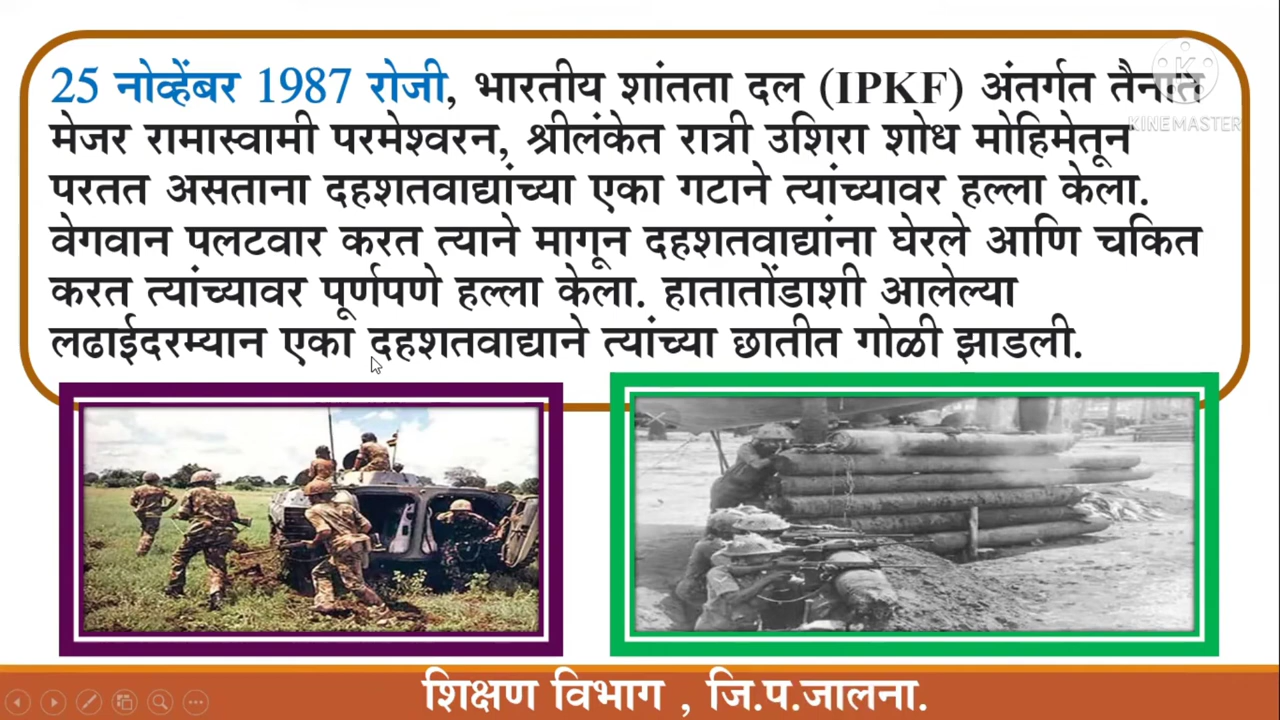 25 नोव्हेंबर 1987 रोजी, भारतीय शांतता दल (IPKF) अंतर्गत तैनात
मेजर रामास्वामी परमेश्वरन, श्रीलंकेत रात्री उशिरा शोध मोहिमेतून
परतत असताना दहशतवाद्यांच्या एका गटाने त्यांच्यावर हल्ला केला.
वेगवान पलटवार करत त्याने मागून दहशतवाद्यांना घेरले आणि चकित
करत त्यांच्यावर पूर्णपणे हल्ला केला. हातातोंडाशी आलेल्या
लढाईदरम्यान एका दहशतवाद्याने त्यांच्या छातीत गोळी झाडली.
K
KINEMASTER
शिक्षण विभाग , जि.प.जालना.